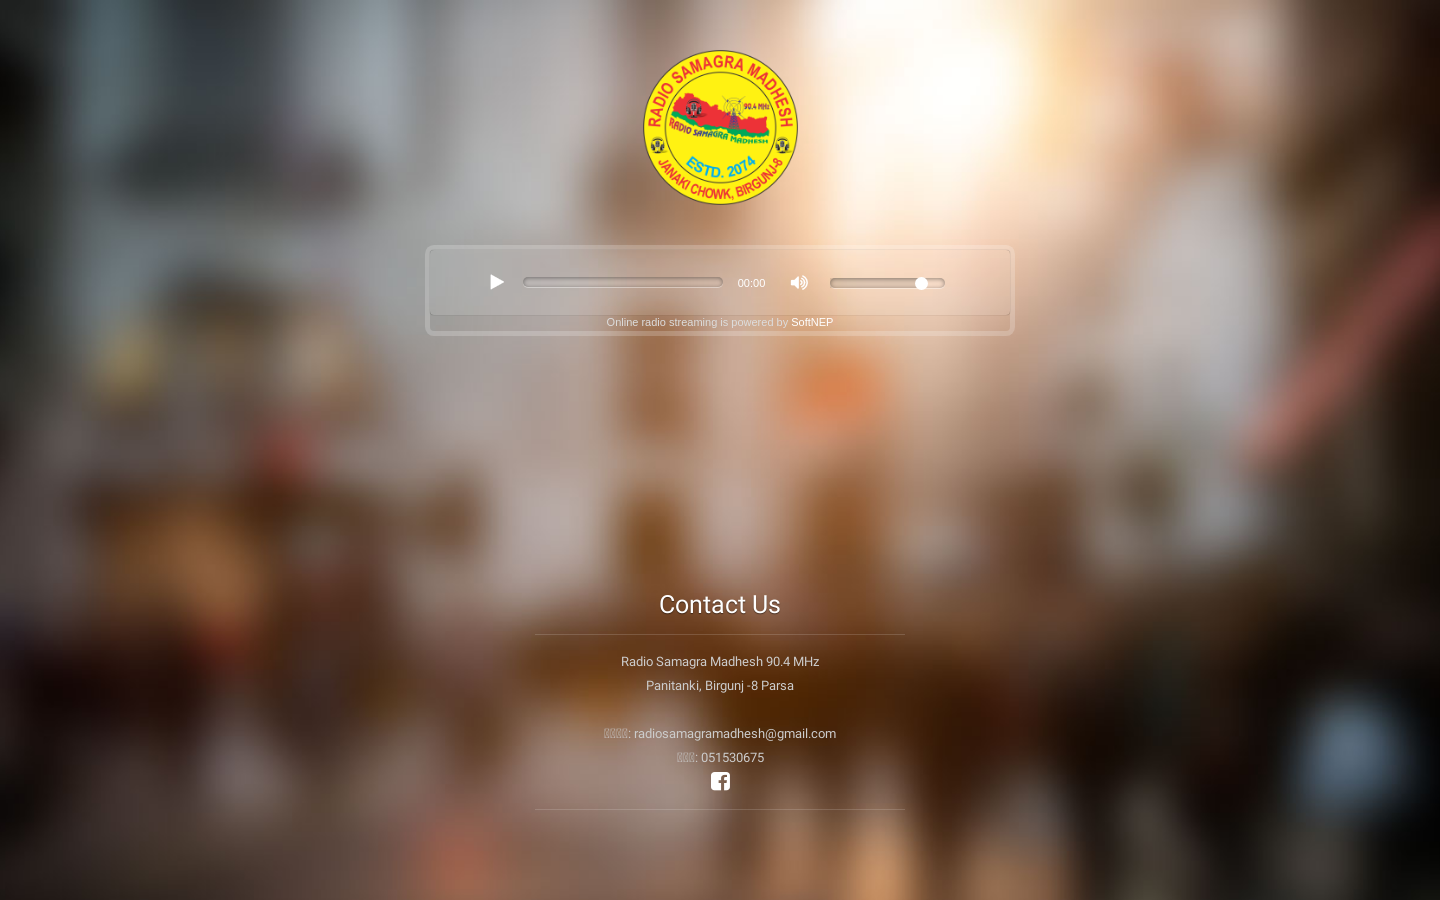 RADIO SAMAGRA MADHESH
90.4 MHz
RADIO SAMAGRA MADHESH
ESTD. 2074
JANAKI CHOWK, BIRGUNJ-8
00:00
Online radio streaming is powered by SoftNEP
Contact Us
Radio Samagra Madhesh 90.4 MHz
Panitanki, Birgunj -8 Parsa
: radiosamagramadhesh@gmail.com
: 051530675